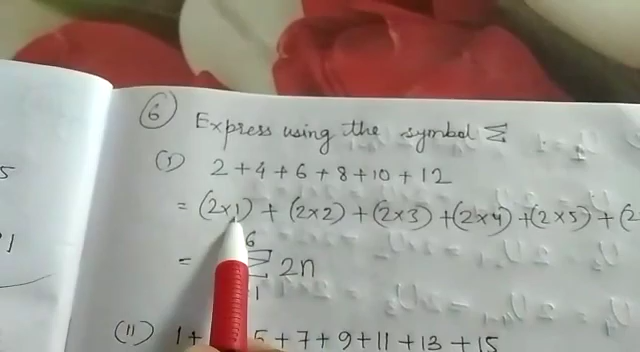 6 Express using the symbol Σ
(I) 2+4+6+8+10+12
= (2×1) + (2×2) + (2×3) + (2×4) + (2×5) + (2
6
= Σ 2n
1
(II) 1+ 5+7+9+11+13+15
5